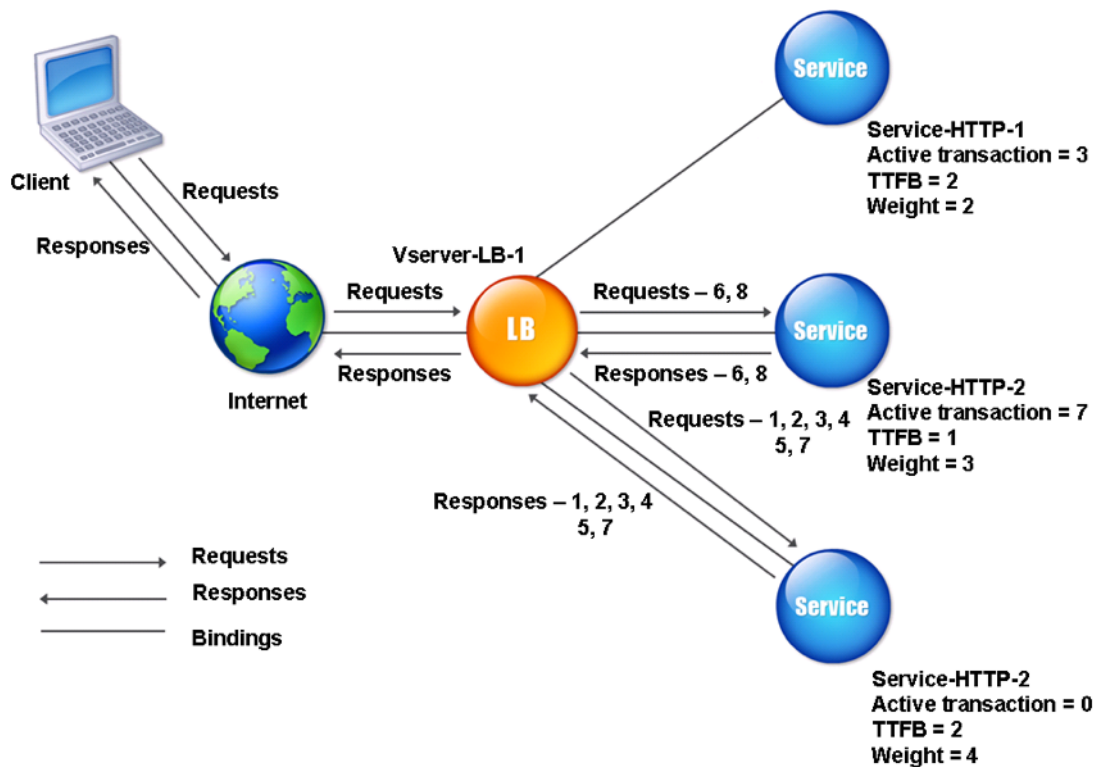 Service
Service-HTTP-1
Active transaction = 3
TTFB = 2
Weight = 2
Client
Requests
Responses
Vserver-LB-1
Requests
LB
Responses
Internet
Requests – 6, 8
Responses – 6, 8
Service
Service-HTTP-2
Active transaction = 7
TTFB = 1
Weight = 3
Requests – 1, 2, 3, 4
5, 7
Responses – 1, 2, 3, 4
5, 7
Requests
Responses
Bindings
Service
Service-HTTP-2
Active transaction = 0
TTFB = 2
Weight = 4